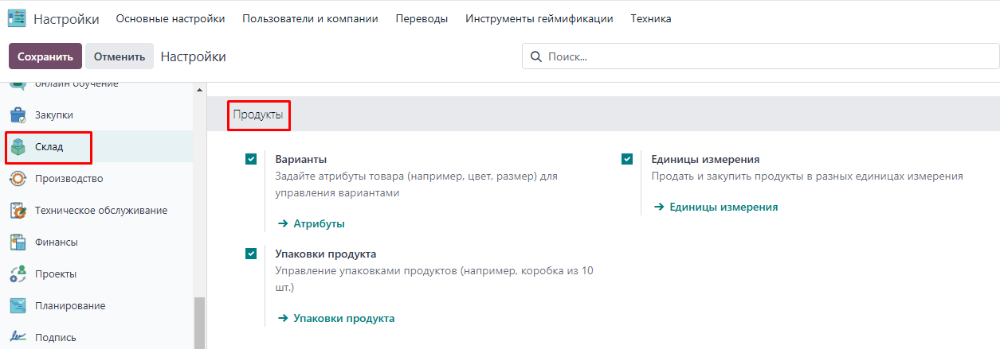 Настройки Основные настройки Пользователи и компании Переводы Инструменты геймификации Техника
Сохранить Отменить Настройки Поиск...
онлайн обучение
Закупки
Склад
Производство
Техническое обслуживание
Финансы
Проекты
Планирование
Подпись
Продукты
Варианты
Задайте атрибуты товара (например, цвет, размер) для
управления вариантами
Атрибуты
Единицы измерения
Продать и закупить продукты в разных единицах измерения
Единицы измерения
Упаковки продукта
Управление упаковками продуктов (например, коробка из 10
шт.)
Упаковки продукта